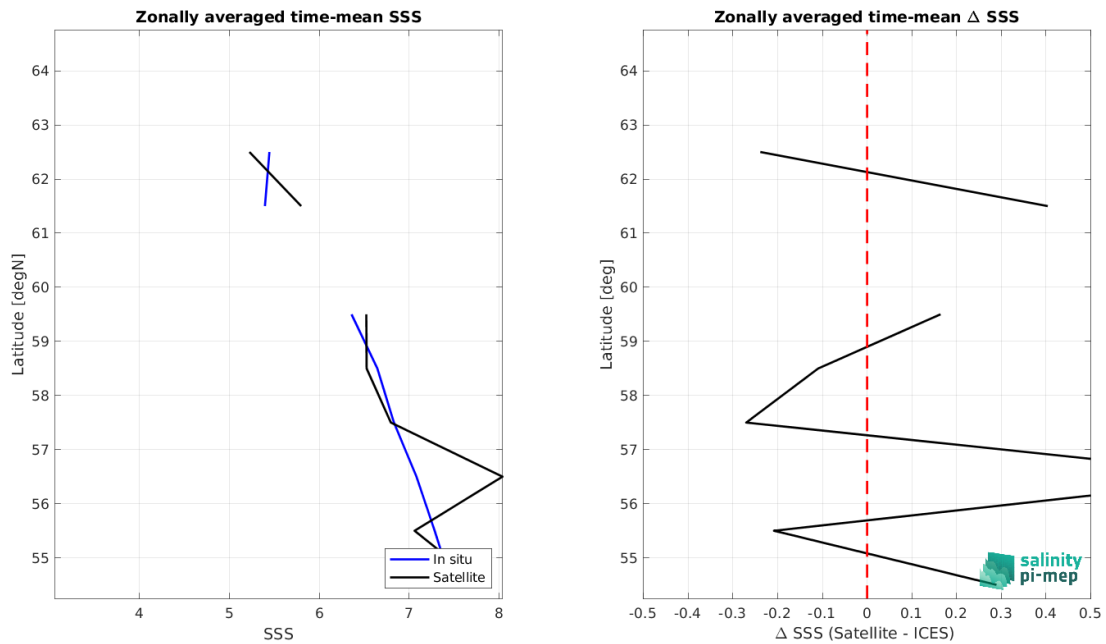 Zonally averaged time-mean SSS
64
63
62
61
60
59
58
57
56
55
Latitude [degN]
4 5 6 7 8
SSS
In situ
Satellite
Zonally averaged time-mean Δ SSS
64
63
62
61
60
59
58
57
56
55
Latitude [deg]
-0.5 -0.4 -0.3 -0.2 -0.1 0 0.1 0.2 0.3 0.4 0.5
Δ SSS (Satellite - ICES)
salinity
pi-mep